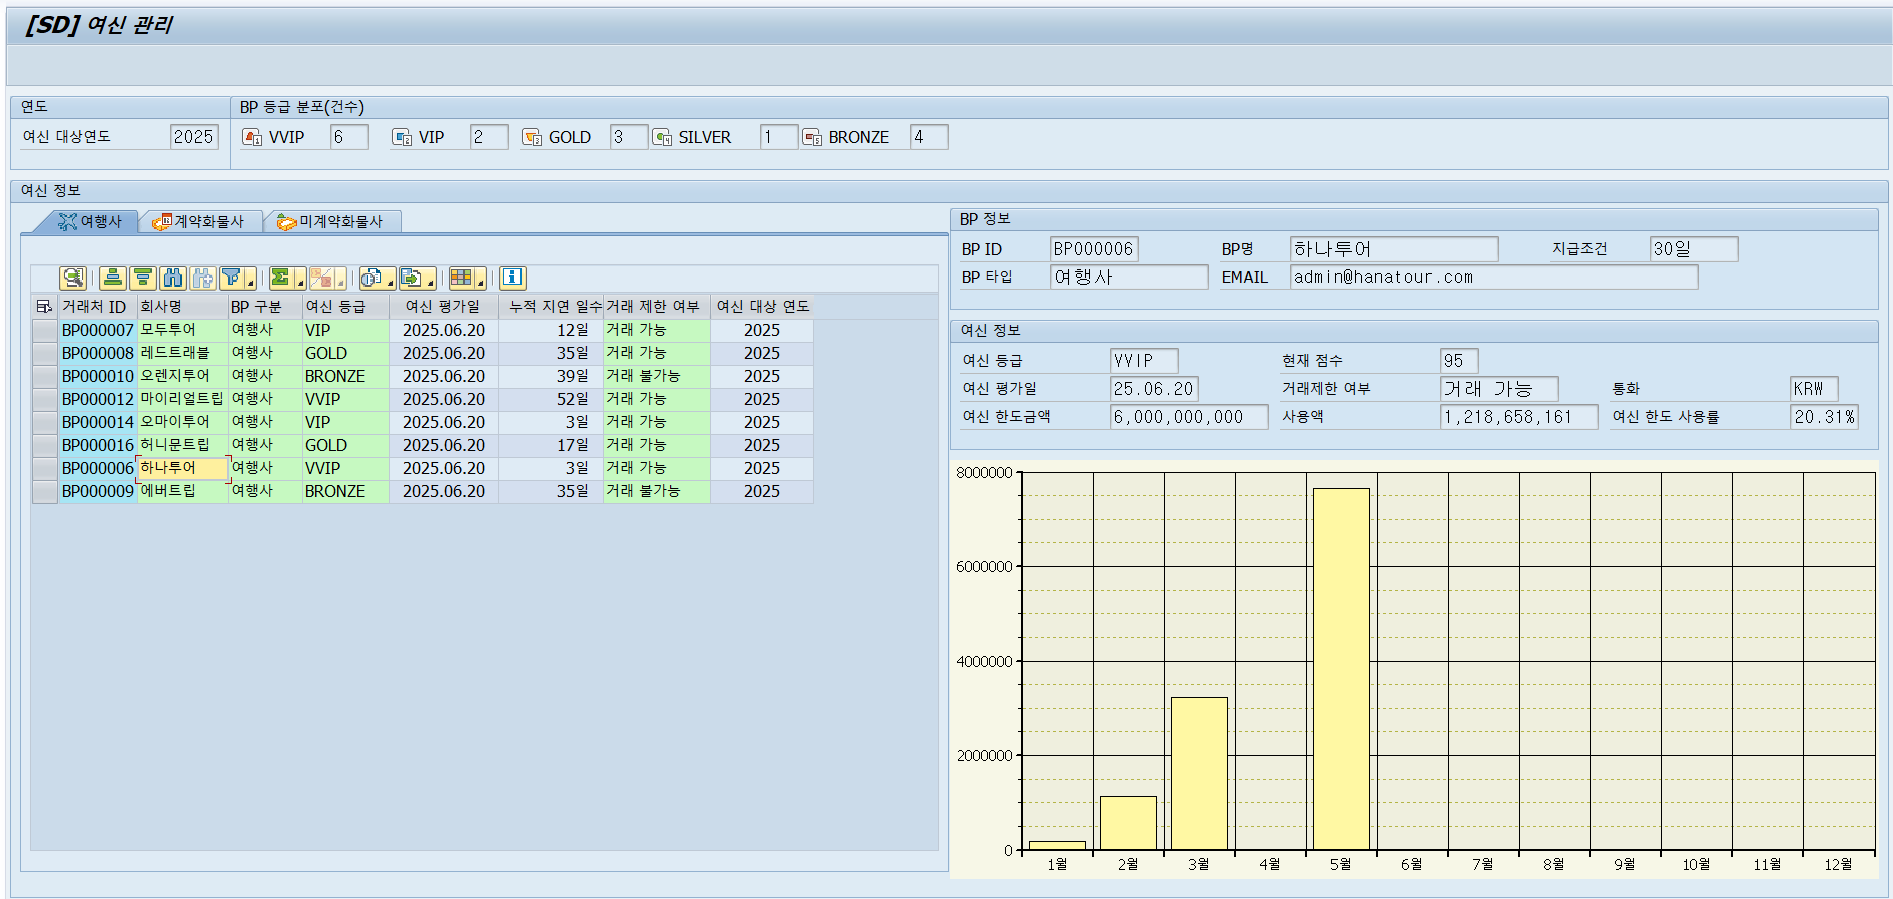 [SD] 여신 관리
연도
BP 등급 분포(건수)
여신 대상연도 2025 VVIP 6 VIP 2 GOLD 3 SILVER 1 BRONZE 4
여신 정보
여행사 계약화물사 미계약화물사
거래처 ID 회사명 BP 구분 여신 등급 여신 평가일 누적 지연 일수 거래 제한 여부 여신 대상 연도
BP000007 모두투어 여행사 VIP 2025.06.20 12일 거래 가능 2025
BP000008 레드트래블 여행사 GOLD 2025.06.20 35일 거래 가능 2025
BP000010 오렌지투어 여행사 BRONZE 2025.06.20 39일 거래 불가능 2025
BP000012 마이리얼트립 여행사 VVIP 2025.06.20 52일 거래 가능 2025
BP000014 오마이투어 여행사 VIP 2025.06.20 3일 거래 가능 2025
BP000016 허니문트립 여행사 GOLD 2025.06.20 17일 거래 가능 2025
BP000006 하나투어 여행사 VVIP 2025.06.20 3일 거래 가능 2025
BP000009 에버트립 여행사 BRONZE 2025.06.20 35일 거래 불가능 2025
BP 정보
BP ID BP000006 BP명 하나투어 지급조건 30일
BP 타입 여행사 EMAIL admin@hanatour.com
여신 정보
여신 등급 VVIP 현재 점수 95
여신 평가일 25.06.20 거래제한 여부 거래 가능 통화 KRW
여신 한도금액 6,000,000,000 사용액 1,218,658,161 여신 한도 사용률 20.31%
8000000
6000000
4000000
2000000
0
1월 2월 3월 4월 5월 6월 7월 8월 9월 10월 11월 12월